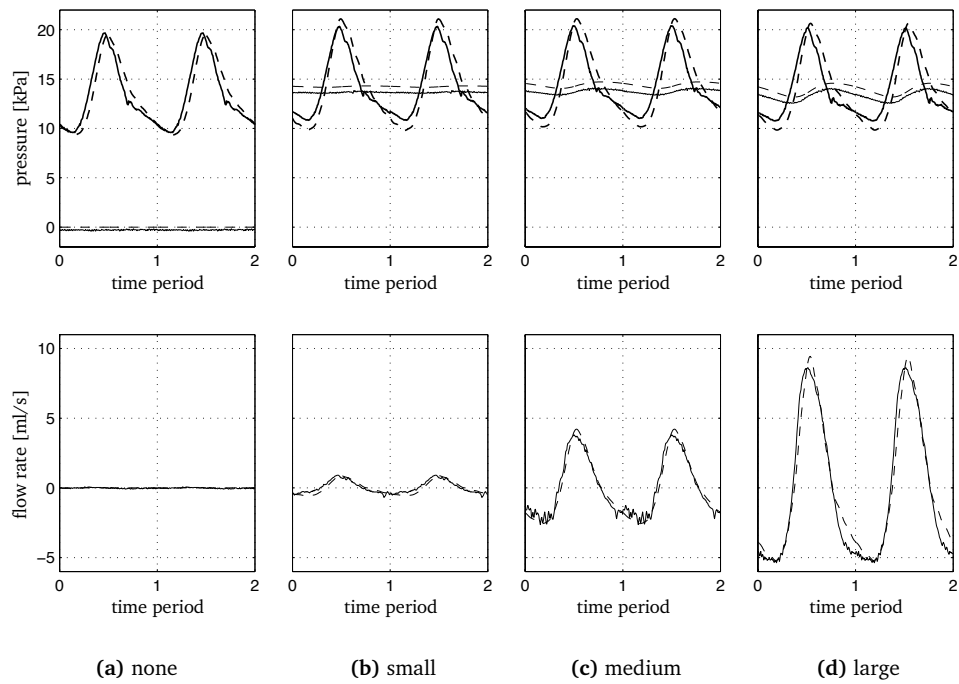 20
15
10
5
0
pressure [kPa]
0 1 2
time period
0 1 2
time period
0 1 2
time period
0 1 2
time period
10
5
0
−5
flow rate [ml/s]
0 1 2
time period
0 1 2
time period
0 1 2
time period
0 1 2
time period
(a) none
(b) small
(c) medium
(d) large